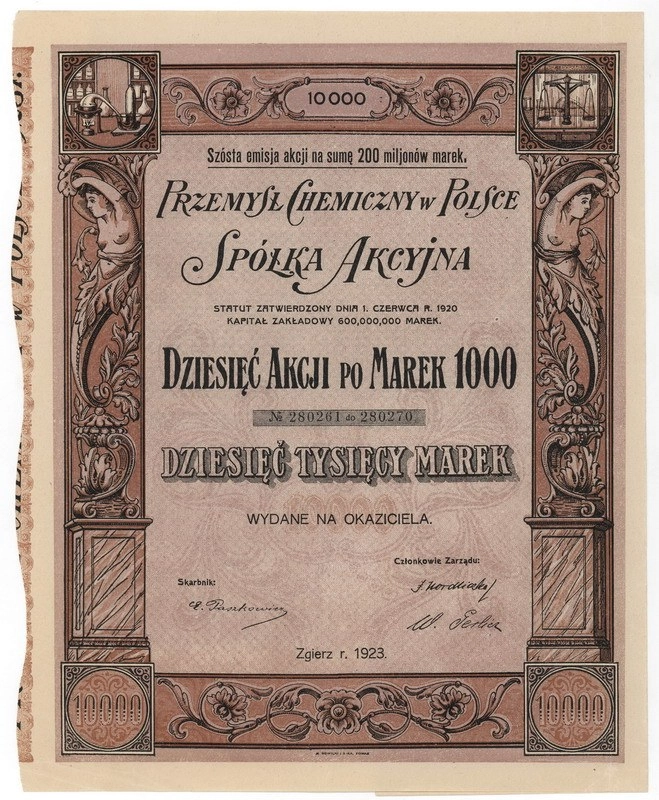 10000
Szósta emisja akcji na sumę 200 miljonów marek.
PRZEMYSŁ CHEMICZNY w POLSCE
SPÓŁKA AKCYJNA
STATUT ZATWIERDZONY DNIA 1. CZERWCA R. 1920
KAPITAŁ ZAKŁADOWY 600,000,000 MAREK.
DZIESIĘĆ AKCJI PO MAREK 1000
№ 280261 do 280270
DZIESIĘĆ TYSIĘCY MAREK
WYDANE NA OKAZICIELA.
Członkowie Zarządu:
Skarbnik:
Zgierz r. 1923.
10000
10000